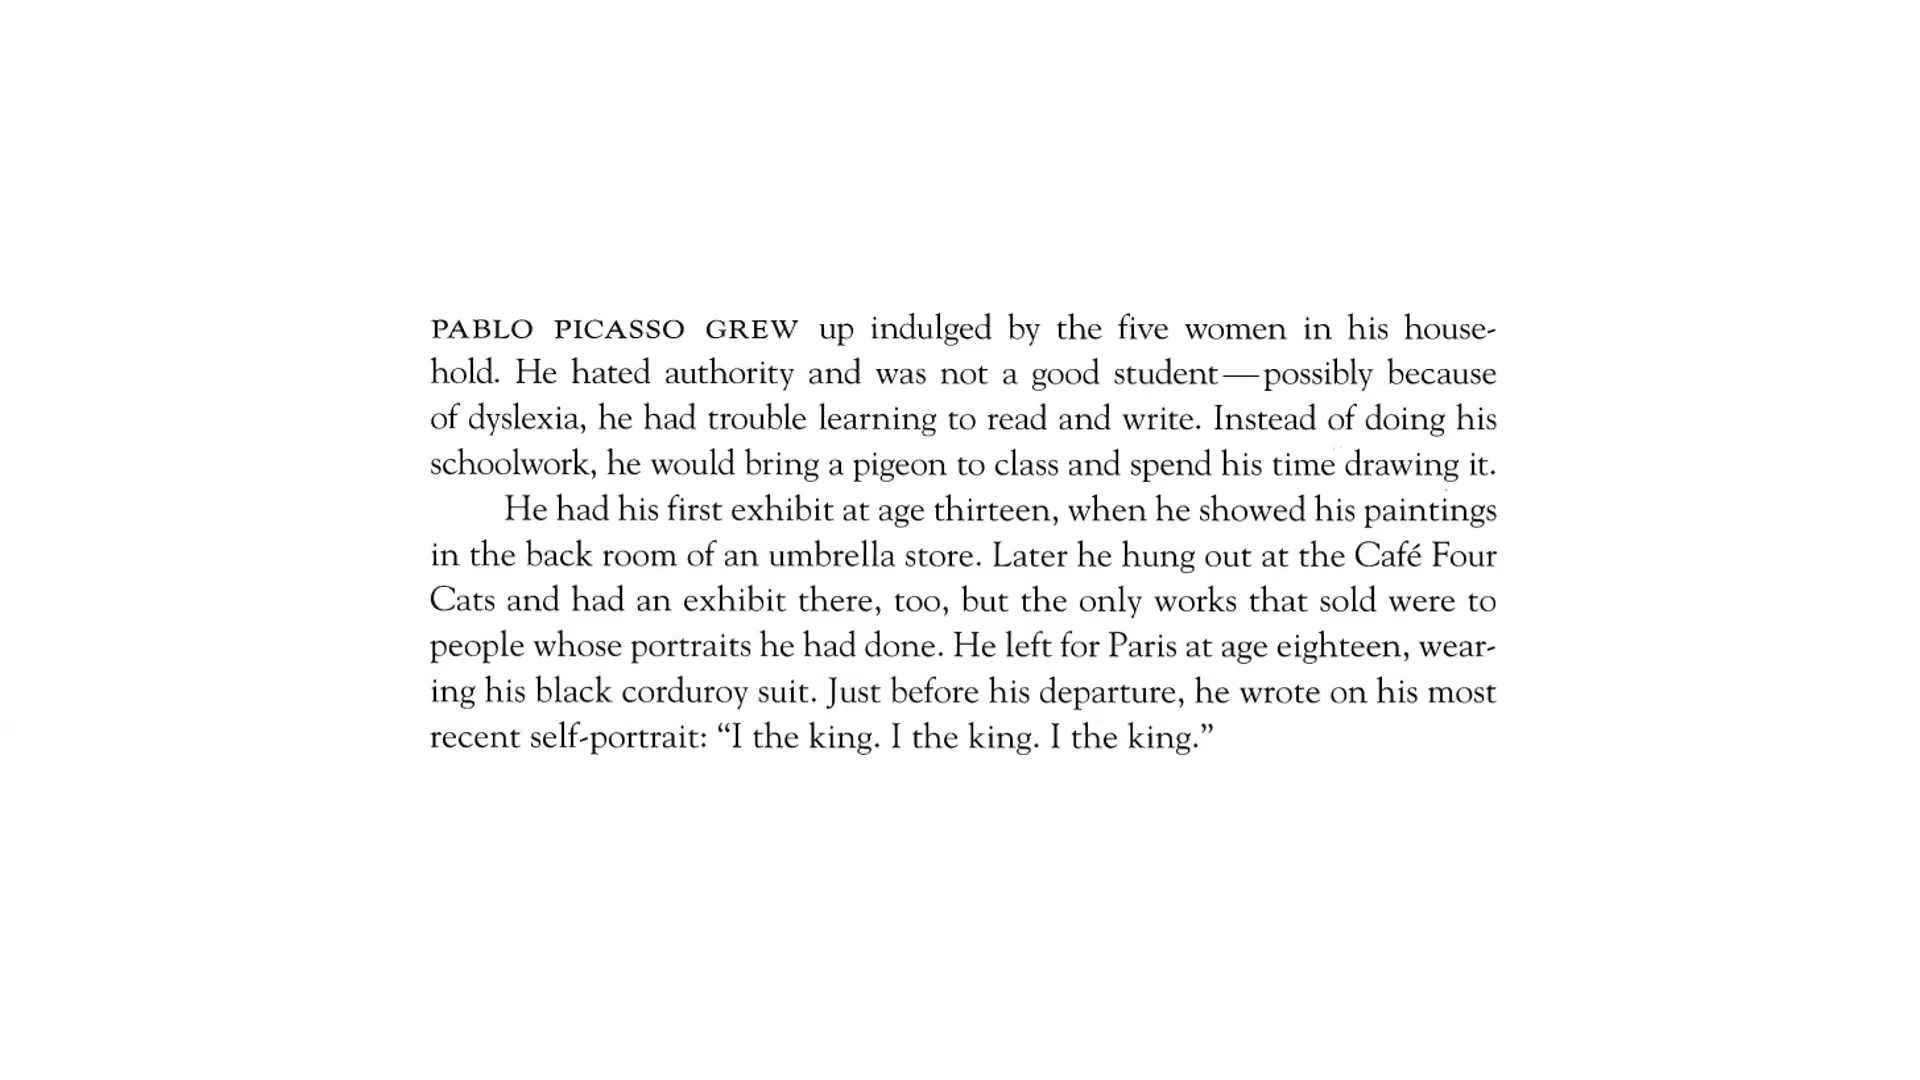 PABLO PICASSO GREW up indulged by the five women in his house-
hold. He hated authority and was not a good student—possibly because
of dyslexia, he had trouble learning to read and write. Instead of doing his
schoolwork, he would bring a pigeon to class and spend his time drawing it.
He had his first exhibit at age thirteen, when he showed his paintings
in the back room of an umbrella store. Later he hung out at the Café Four
Cats and had an exhibit there, too, but the only works that sold were to
people whose portraits he had done. He left for Paris at age eighteen, wear-
ing his black corduroy suit. Just before his departure, he wrote on his most
recent self-portrait: “I the king. I the king. I the king.”